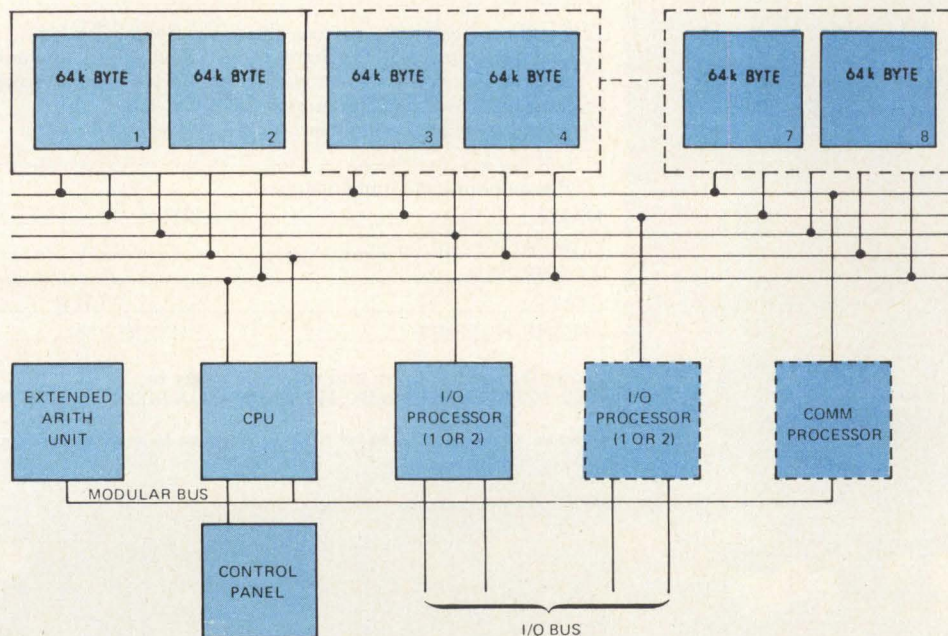 64k BYTE
1
64k BYTE
2
64k BYTE
3
64k BYTE
4
64k BYTE
7
64k BYTE
8
EXTENDED
ARITH
UNIT
CPU
I/O
PROCESSOR
(1 OR 2)
I/O
PROCESSOR
(1 OR 2)
COMM
PROCESSOR
MODULAR BUS
CONTROL
PANEL
I/O BUS